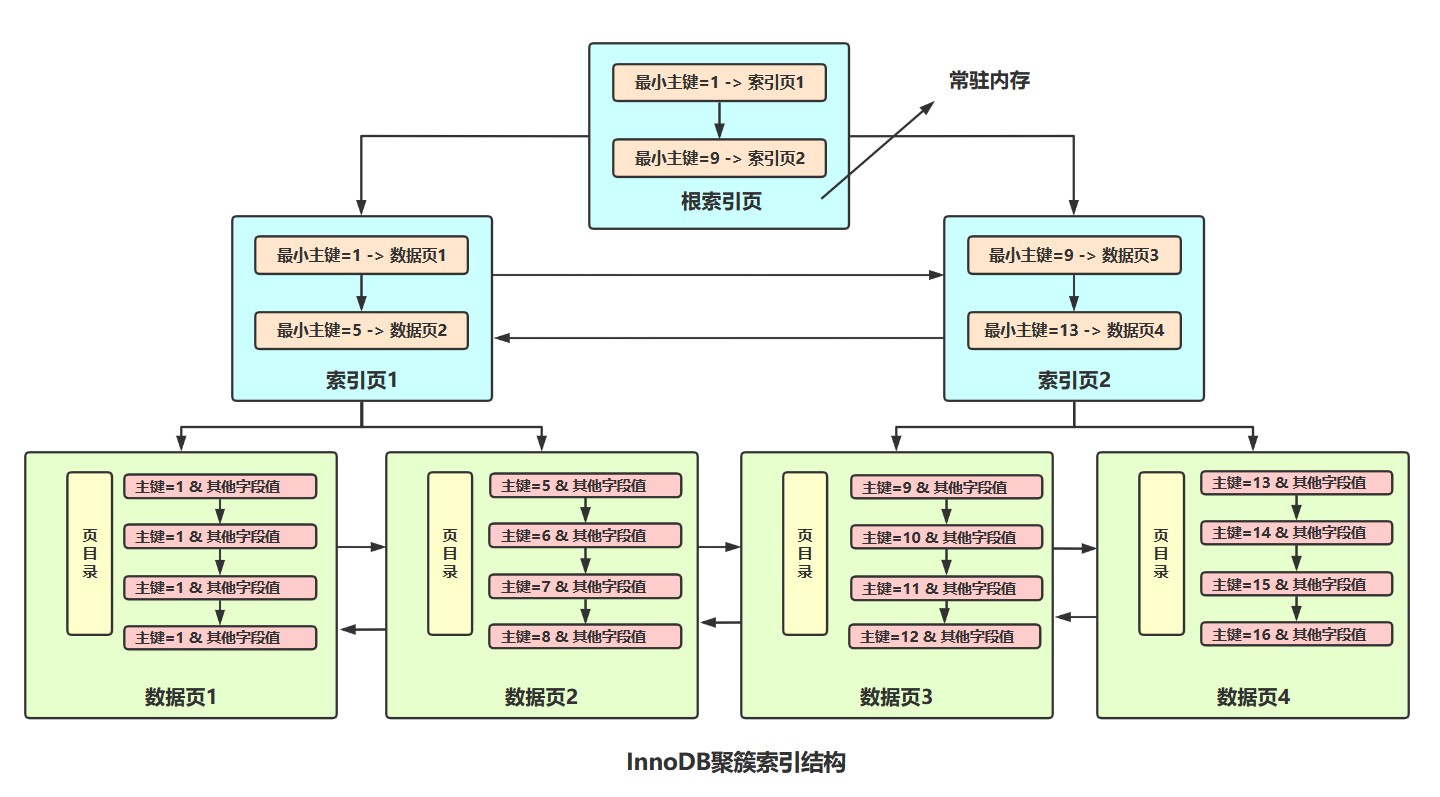 最小主键=1 -> 索引页1
常驻内存
最小主键=9 -> 索引页2
根索引页
最小主键=1 -> 数据页1
最小主键=5 -> 数据页2
索引页1
最小主键=9 -> 数据页3
最小主键=13 -> 数据页4
索引页2
页目录
主键=1 & 其他字段值
主键=1 & 其他字段值
主键=1 & 其他字段值
主键=1 & 其他字段值
数据页1
页目录
主键=5 & 其他字段值
主键=6 & 其他字段值
主键=7 & 其他字段值
主键=8 & 其他字段值
数据页2
页目录
主键=9 & 其他字段值
主键=10 & 其他字段值
主键=11 & 其他字段值
主键=12 & 其他字段值
数据页3
页目录
主键=13 & 其他字段值
主键=14 & 其他字段值
主键=15 & 其他字段值
主键=16 & 其他字段值
数据页4
InnoDB聚簇索引结构